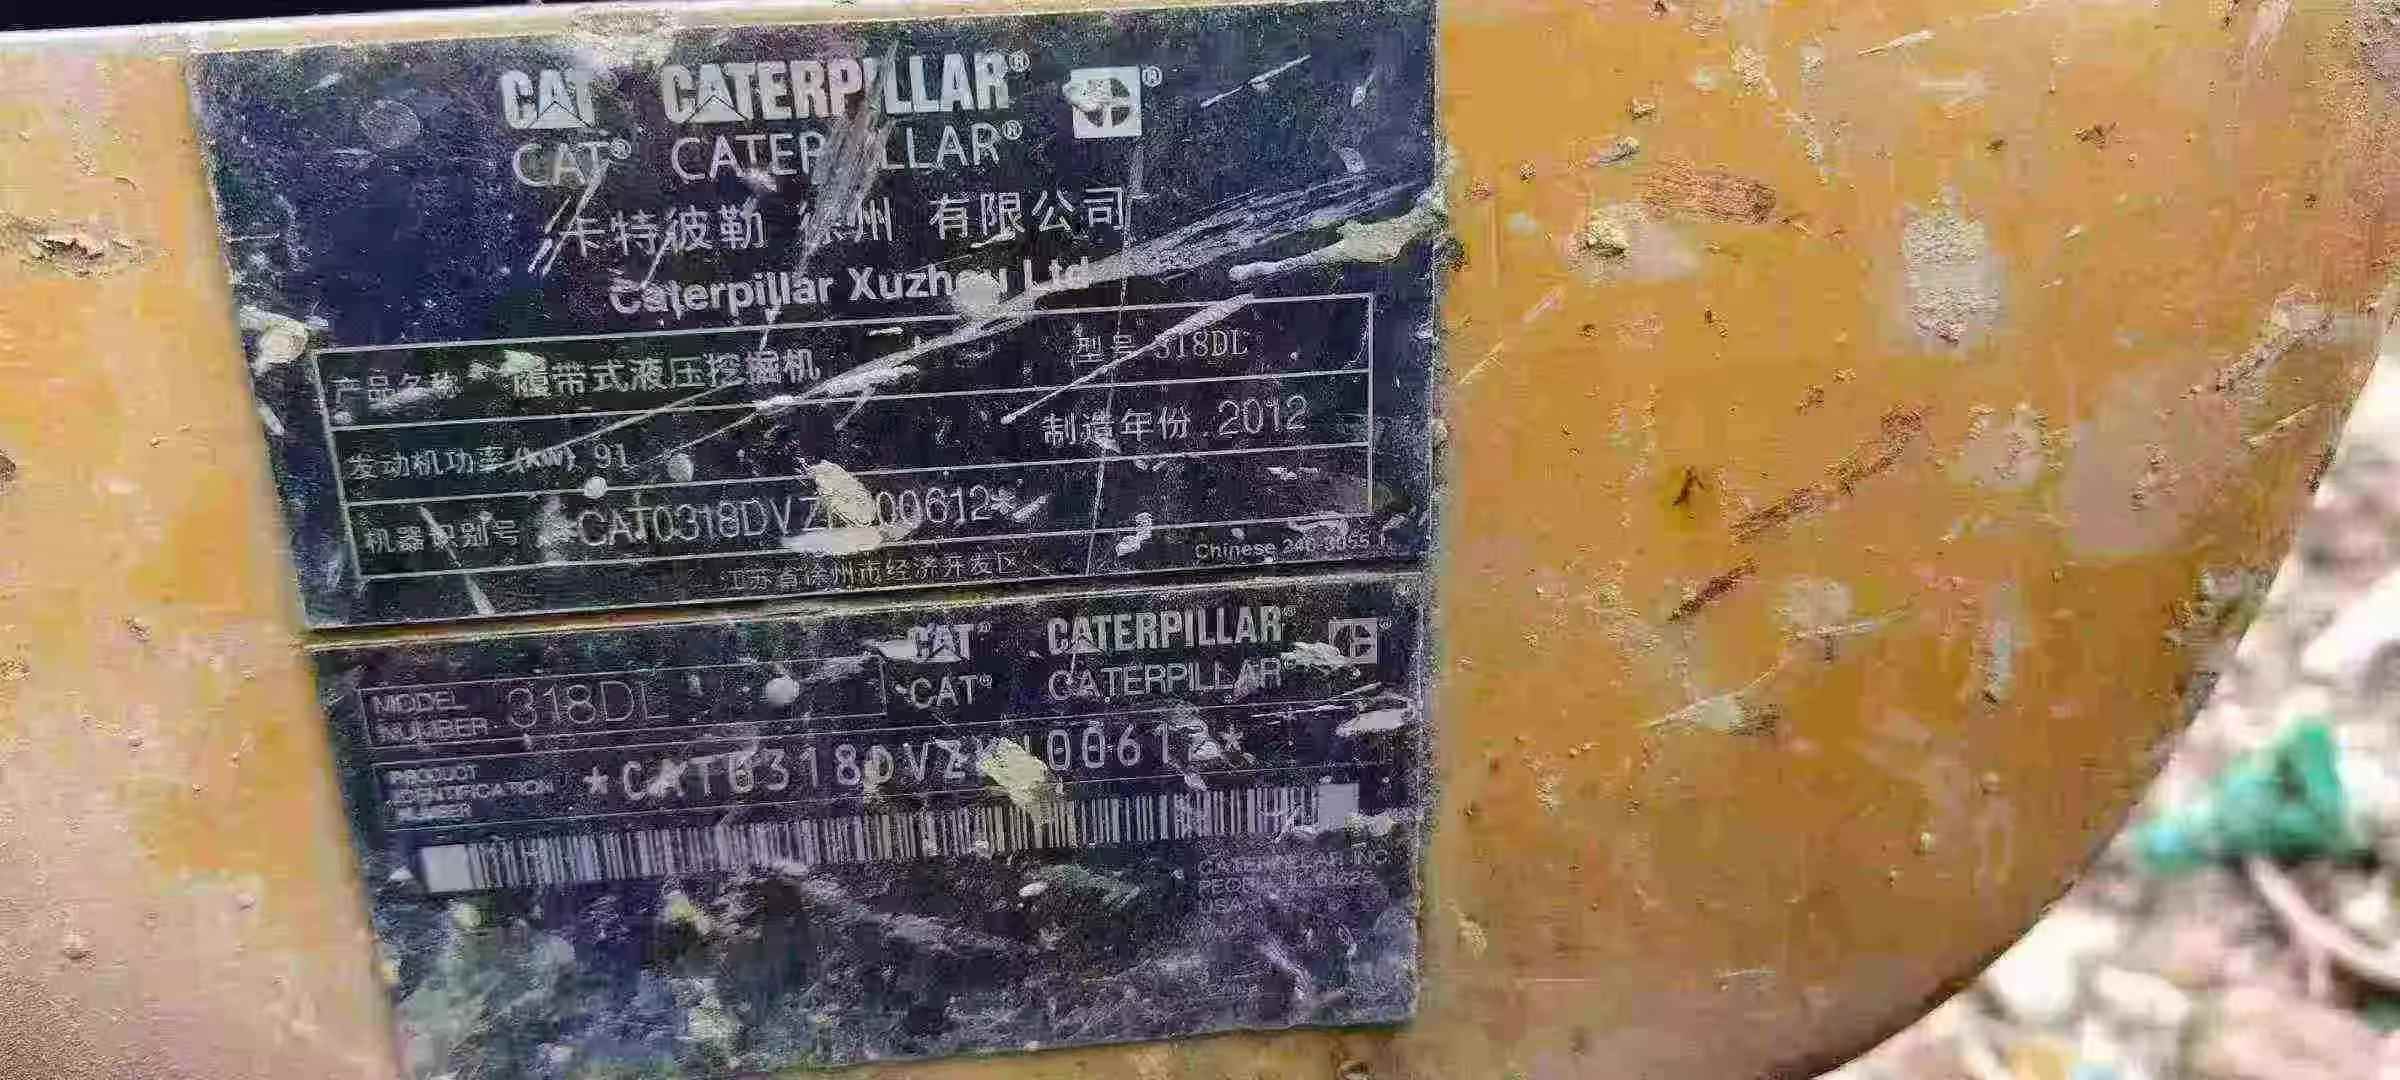 CAT CATERPILLAR®
CAT® CATERPILLAR®
卡特彼勒 徐州 有限公司
Caterpillar Xuzhou Ltd
产品名称 履带式液压挖掘机 型号 318DL
发动机功率(kW) 91 制造年份 2012
机器识别号
江苏省徐州市经济开发区 Chinese
CAT® CATERPILLAR®
CAT® CATERPILLAR®
MODEL NUMBER 318DL
PRODUCT IDENTIFICATION NUMBER
CATERPILLAR INC